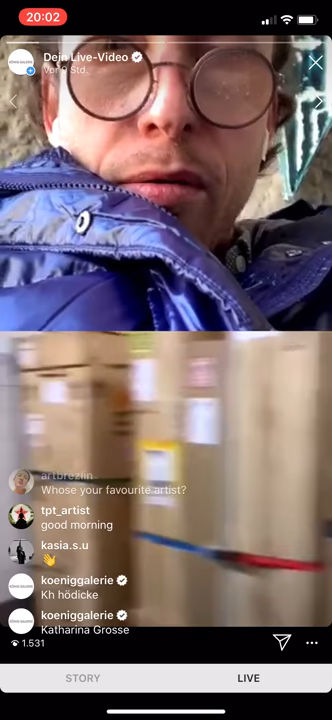 20:02
Dein Live-Video
Vor 9 Std.
artbrezlin
Whose your favourite artist?
tpt_artist
good morning
kasia.s.u
👋
koeniggalerie
Kh hödicke
koeniggalerie
Katharina Grosse
1.531
STORY
LIVE